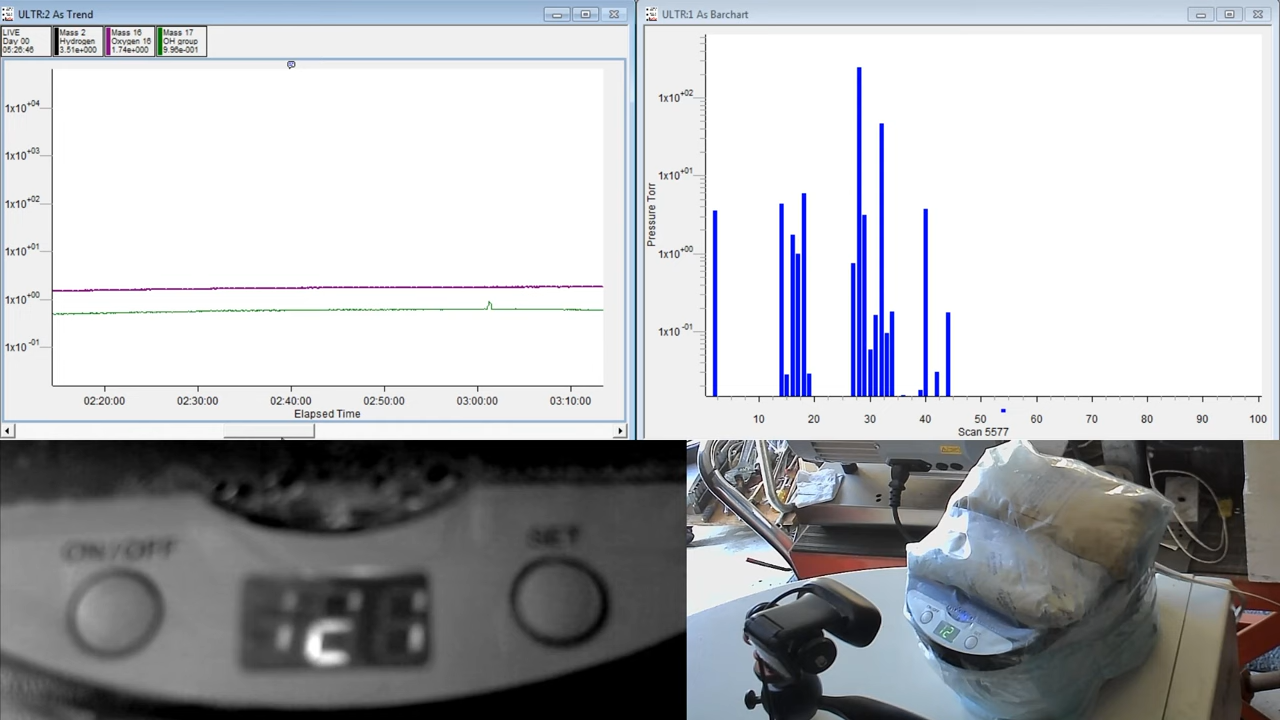 ULTR:2 As Trend
LIVE
Day 00
05:26:46
Mass 2
Hydrogen
3.51e+000
Mass 16
Oxygen 16
1.74e+000
Mass 17
OH group
9.96e-001
1x10+04
1x10+03
1x10+02
1x10+01
1x10+00
1x10-01
02:20:00 02:30:00 02:40:00 02:50:00 03:00:00 03:10:00
Elapsed Time
ULTR:1 As Barchart
Pressure Torr
1x10+02
1x10+01
1x10+00
1x10-01
10 20 30 40 50 60 70 80 90 100
Scan 5577
ON/OFF
SET
12